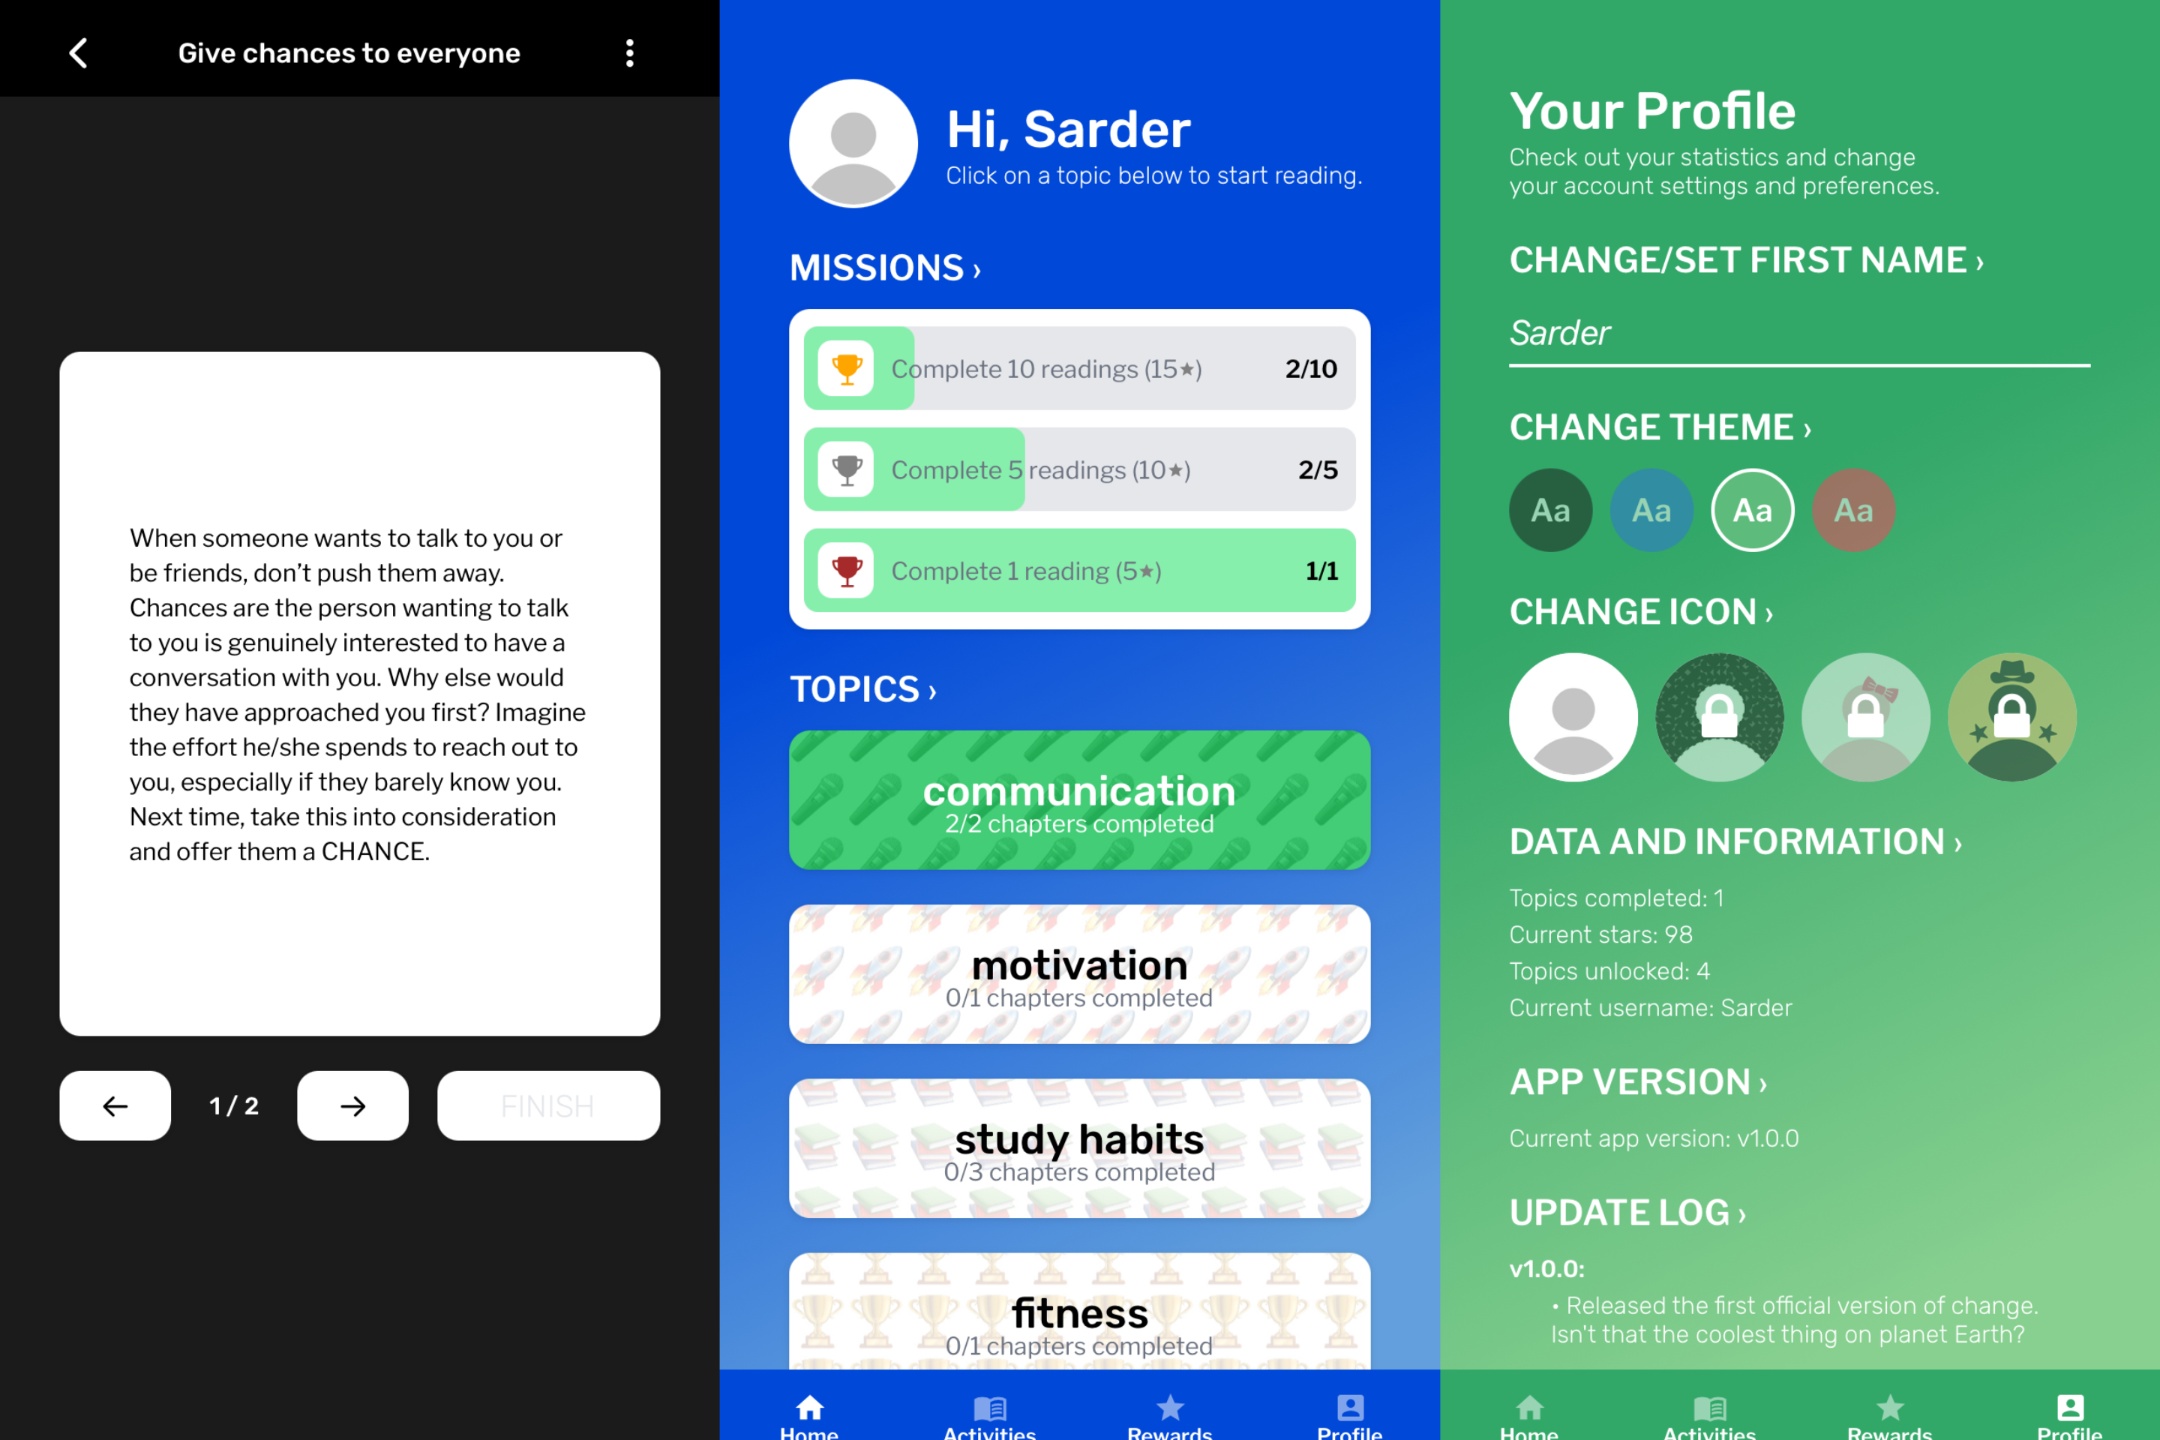 Give chances to everyone
When someone wants to talk to you or
be friends, don’t push them away.
Chances are the person wanting to talk
to you is genuinely interested to have a
conversation with you. Why else would
they have approached you first? Imagine
the effort he/she spends to reach out to
you, especially if they barely know you.
Next time, take this into consideration
and offer them a CHANCE.
1 / 2
FINISH
Hi, Sarder
Click on a topic below to start reading.
MISSIONS ›
Complete 10 readings (15★) 2/10
Complete 5 readings (10★) 2/5
Complete 1 reading (5★) 1/1
TOPICS ›
communication
2/2 chapters completed
motivation
0/1 chapters completed
study habits
0/3 chapters completed
fitness
0/1 chapters completed
Home Activities Rewards Profile
Your Profile
Check out your statistics and change
your account settings and preferences.
CHANGE/SET FIRST NAME ›
Sarder
CHANGE THEME ›
Aa Aa Aa Aa
CHANGE ICON ›
DATA AND INFORMATION ›
Topics completed: 1
Current stars: 98
Topics unlocked: 4
Current username: Sarder
APP VERSION ›
Current app version: v1.0.0
UPDATE LOG ›
v1.0.0:
• Released the first official version of change.
Isn't that the coolest thing on planet Earth?
Home Activities Rewards Profile